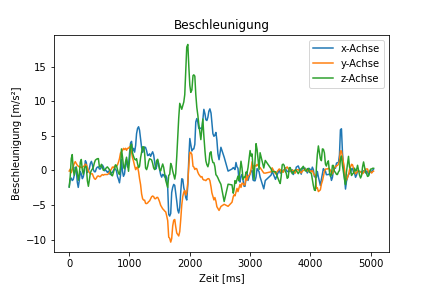 Beschleunigung
x-Achse
y-Achse
z-Achse
Beschleunigung [m/s²]
15
10
5
0
−5
−10
0
1000
2000
3000
4000
5000
Zeit [ms]